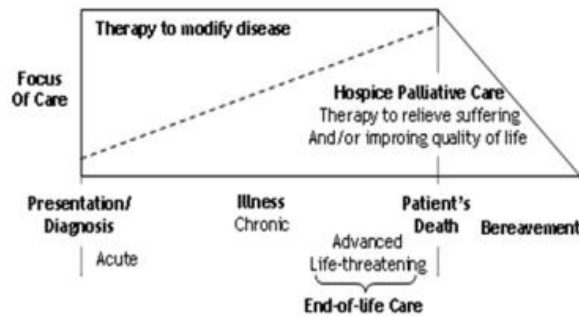 Therapy to modify disease
Focus
Of Care
Hospice Palliative Care
Therapy to relieve suffering
And/or improing quality of life
Presentation/
Diagnosis
Acute
Illness
Chronic
Advanced
Life-threatening
End-of-life Care
Patient's
Death
Bereavement